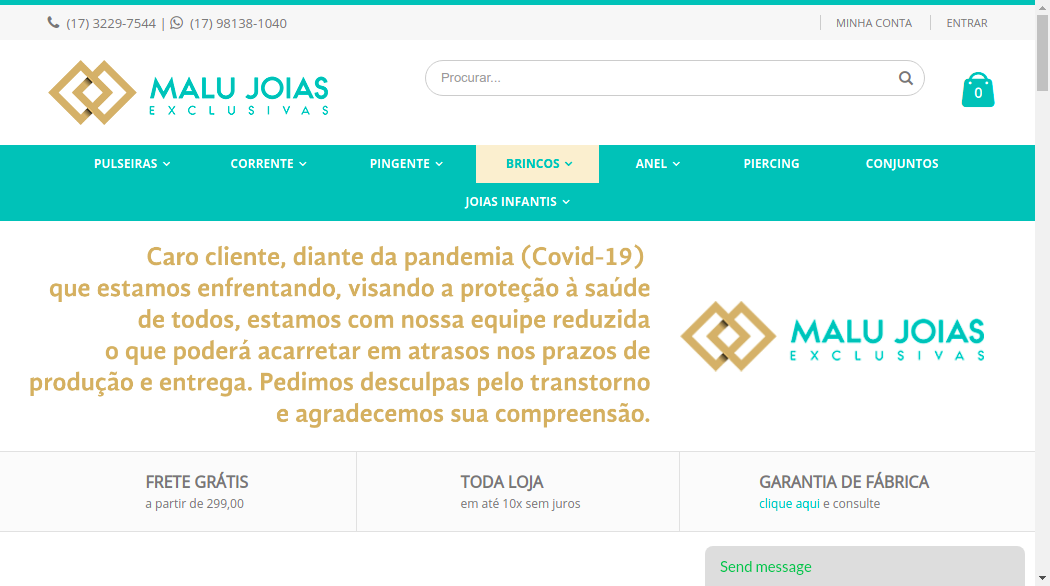 (17) 3229-7544 | (17) 98138-1040
MINHA CONTA
ENTRAR
MALU JOIAS
EXCLUSIVAS
Procurar...
0
PULSEIRAS
CORRENTE
PINGENTE
BRINCOS
ANEL
PIERCING
CONJUNTOS
JOIAS INFANTIS
Caro cliente, diante da pandemia (Covid-19)
que estamos enfrentando, visando a proteção à saúde
de todos, estamos com nossa equipe reduzida
o que poderá acarretar em atrasos nos prazos de
produção e entrega. Pedimos desculpas pelo transtorno
e agradecemos sua compreensão.
MALU JOIAS
EXCLUSIVAS
FRETE GRÁTIS
a partir de 299,00
TODA LOJA
em até 10x sem juros
GARANTIA DE FÁBRICA
clique aqui e consulte
Send message